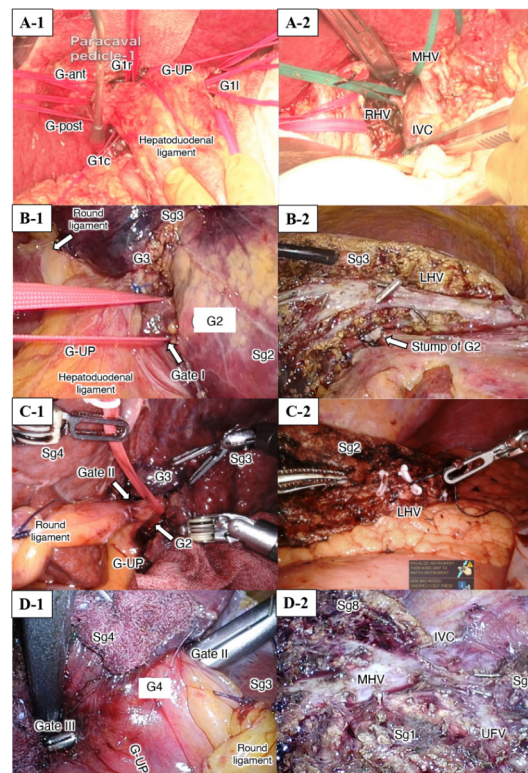 A-1
Paracaval
pedicle-1
G1r
G-UP
G-ant
G1l
G-post
Hepatoduodenal
ligament
G1c
A-2
MHV
RHV
IVC
B-1
Round
ligament
Sg3
G3
G2
G-UP
Sg2
Hepatoduodenal
ligament
Gate I
B-2
Sg3
LHV
Stump of G2
C-1
Sg4
G3
Sg3
Gate II
Round
ligament
G2
G-UP
C-2
Sg2
LHV
D-1
Sg4
Gate II
G4
Sg3
Gate III
G-UP
Round
ligament
D-2
Sg8
IVC
MHV
Sg
Sg1
UFV